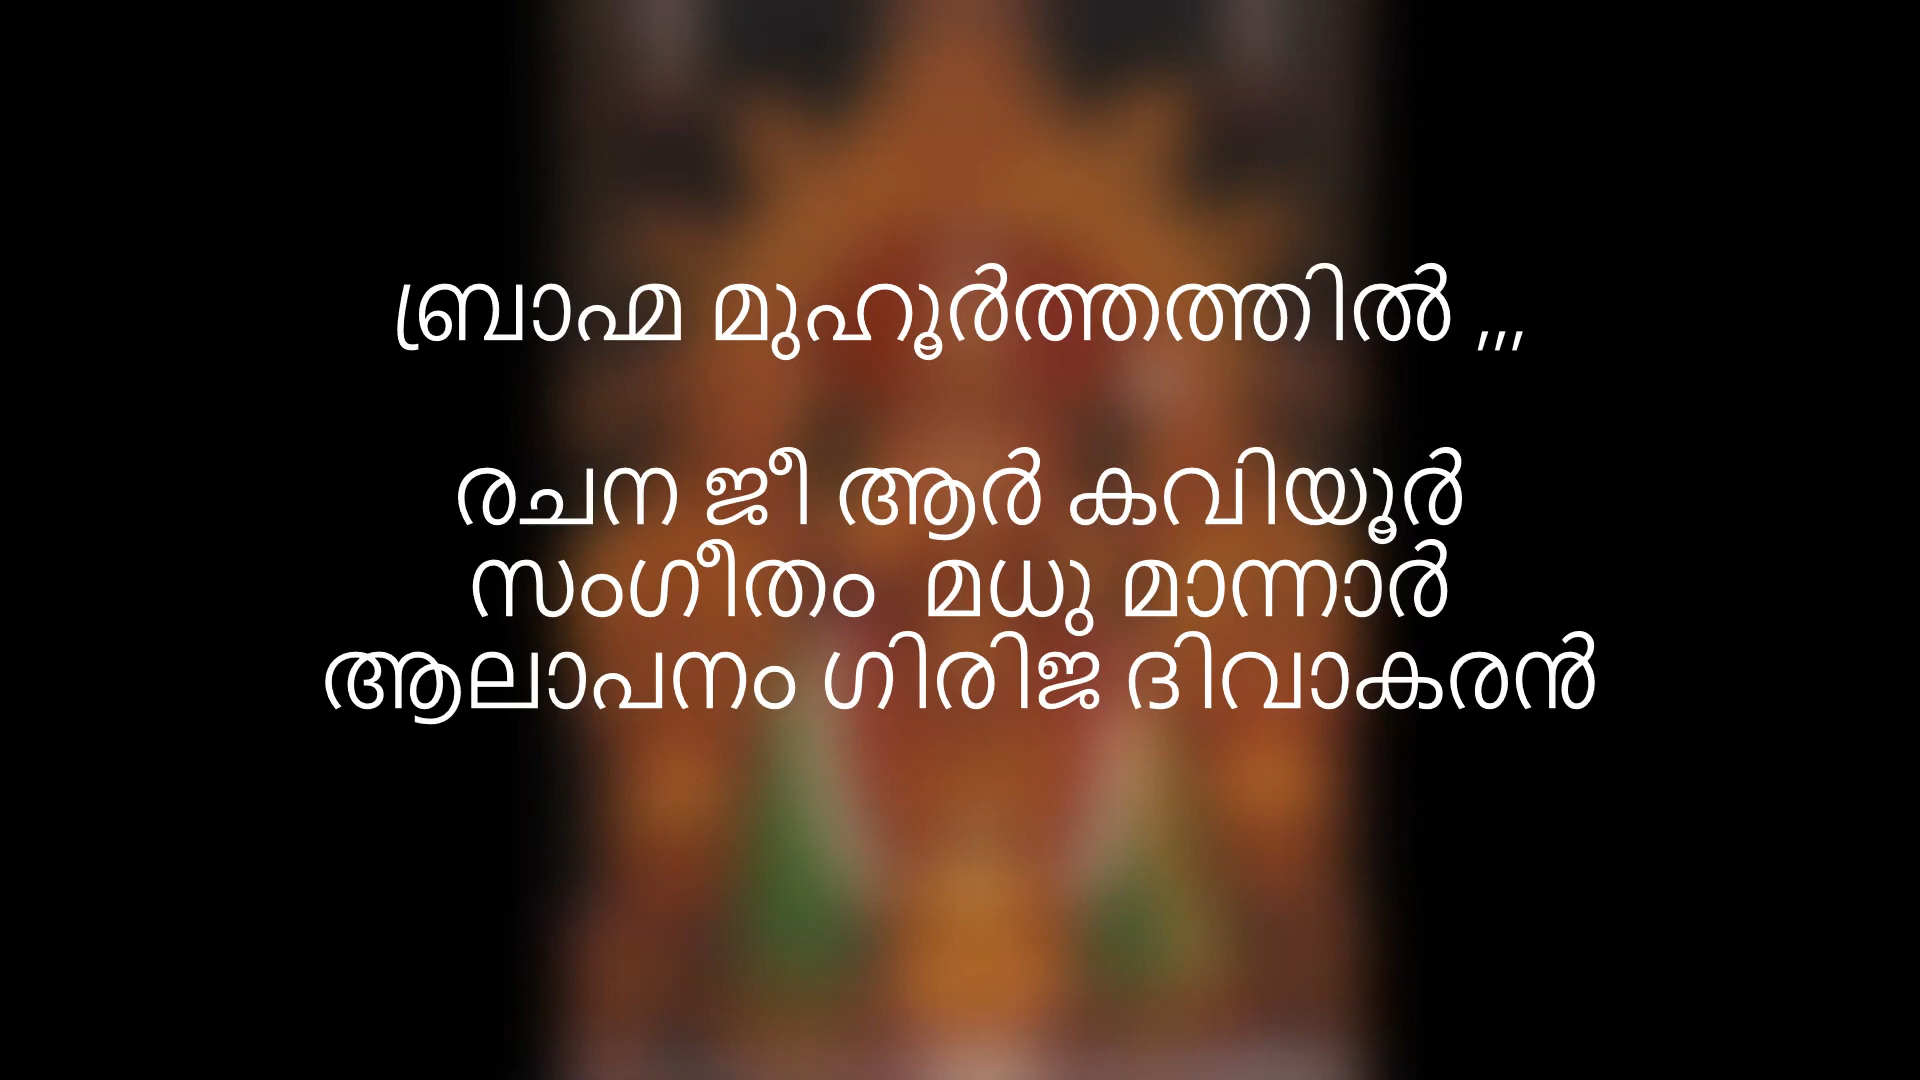 ബ്രാഹ്മ മുഹൂർത്തത്തിൽ ,,,
രചന ജീ ആർ കവിയൂർ
സംഗീതം  മധു മാന്നാർ
ആലാപനം ഗിരിജ ദിവാകരൻ